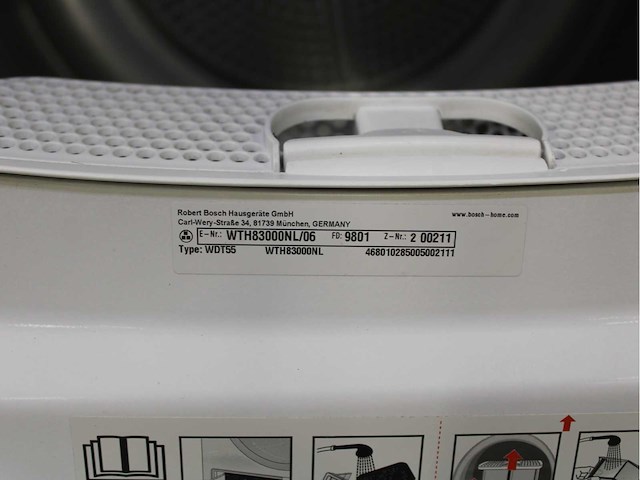 Robert Bosch Hausgeräte GmbH www.bosch-home.com
Carl-Wery-Straße 34, 81739 München, GERMANY
E-Nr.: WTH83000NL/06 FD: 9801 Z-Nr.: 2 00211
Type: WDT55 WTH83000NL 468010285005002111